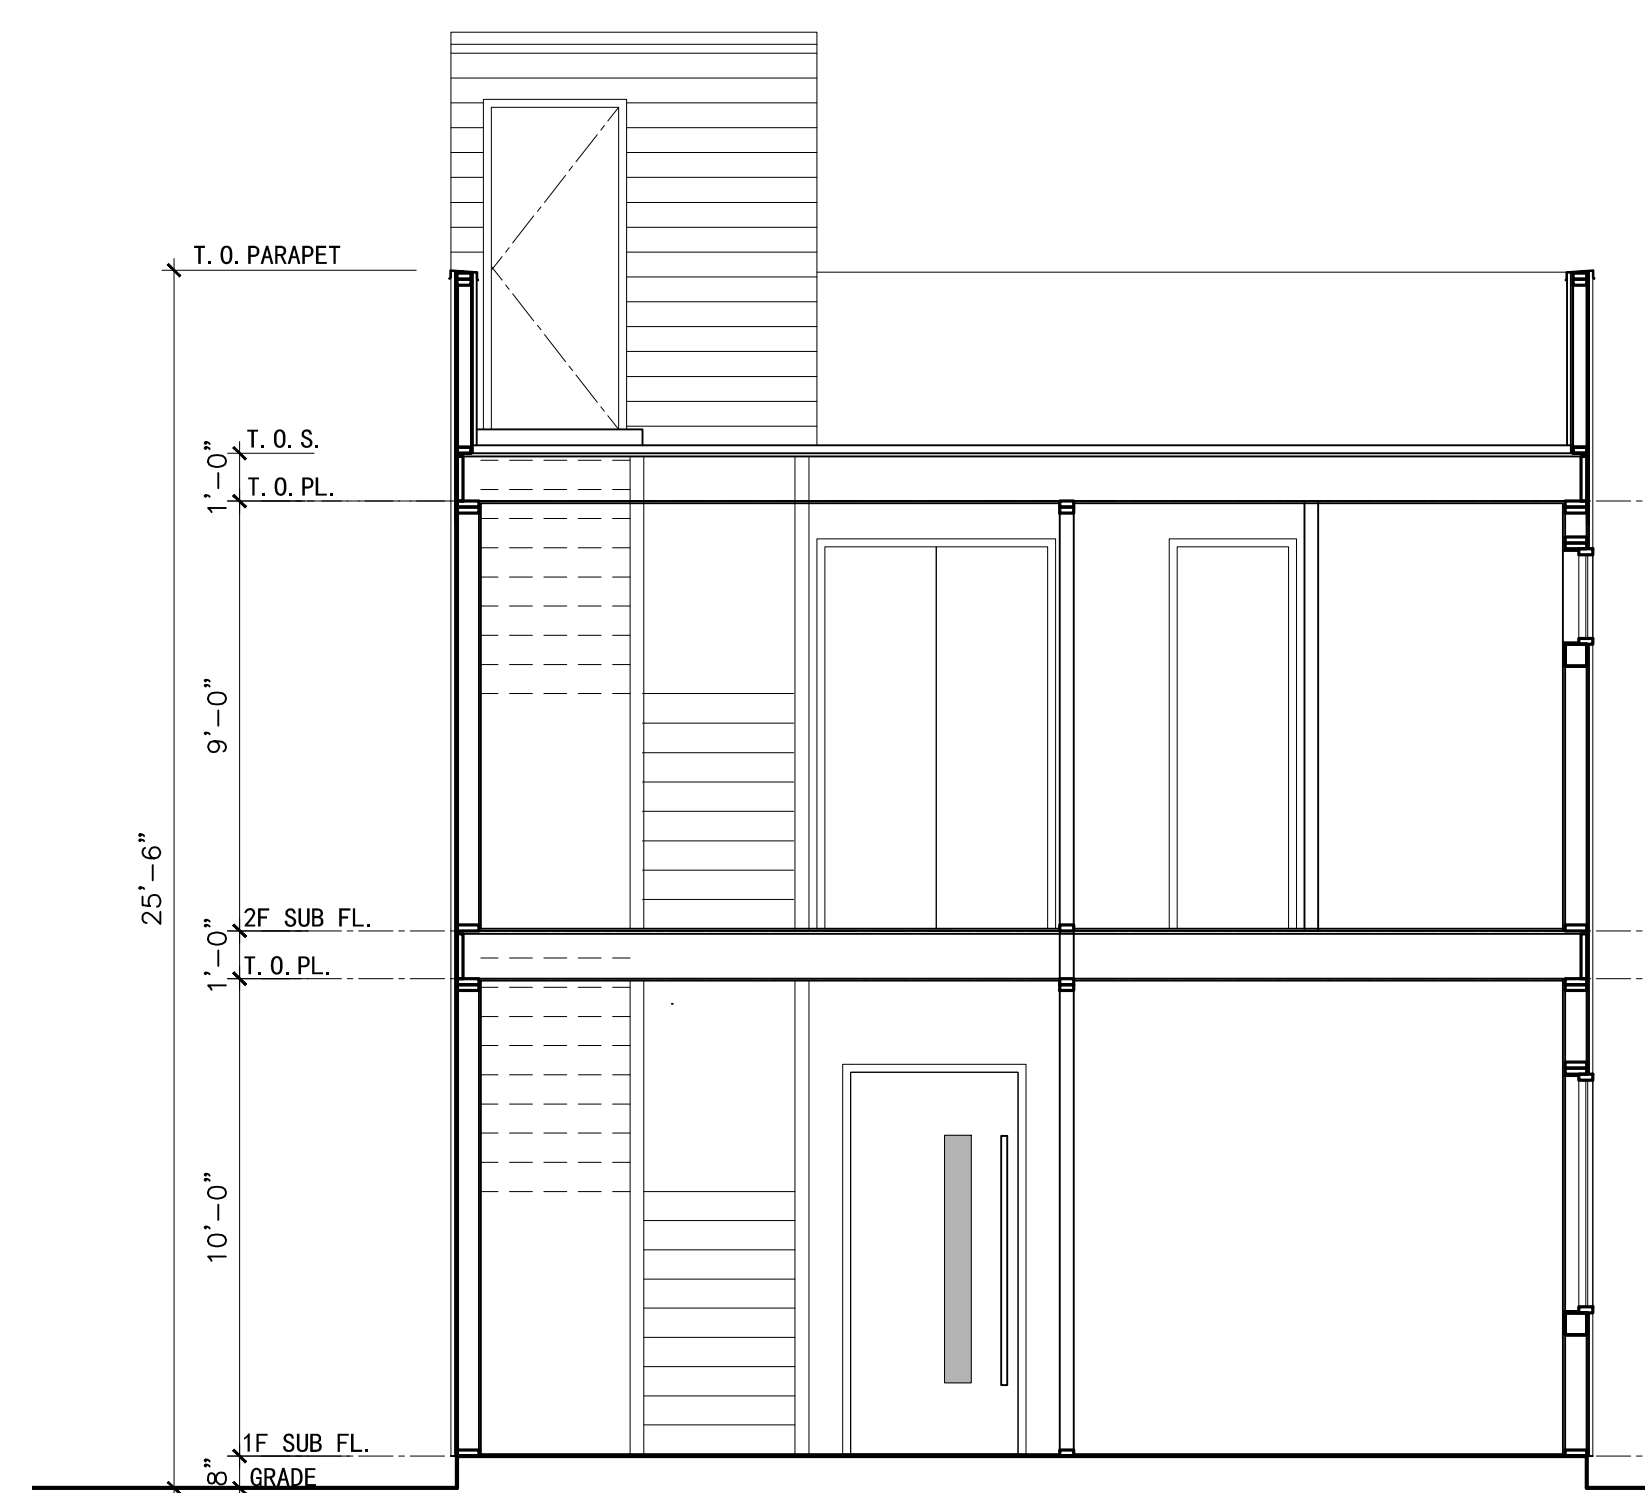 T.O.PARAPET
T.O.S.
1'-0"
T.O.PL.
9'-0"
25'-6"
2F SUB FL.
1'-0"
T.O.PL.
10'-0"
1F SUB FL.
8"
GRADE